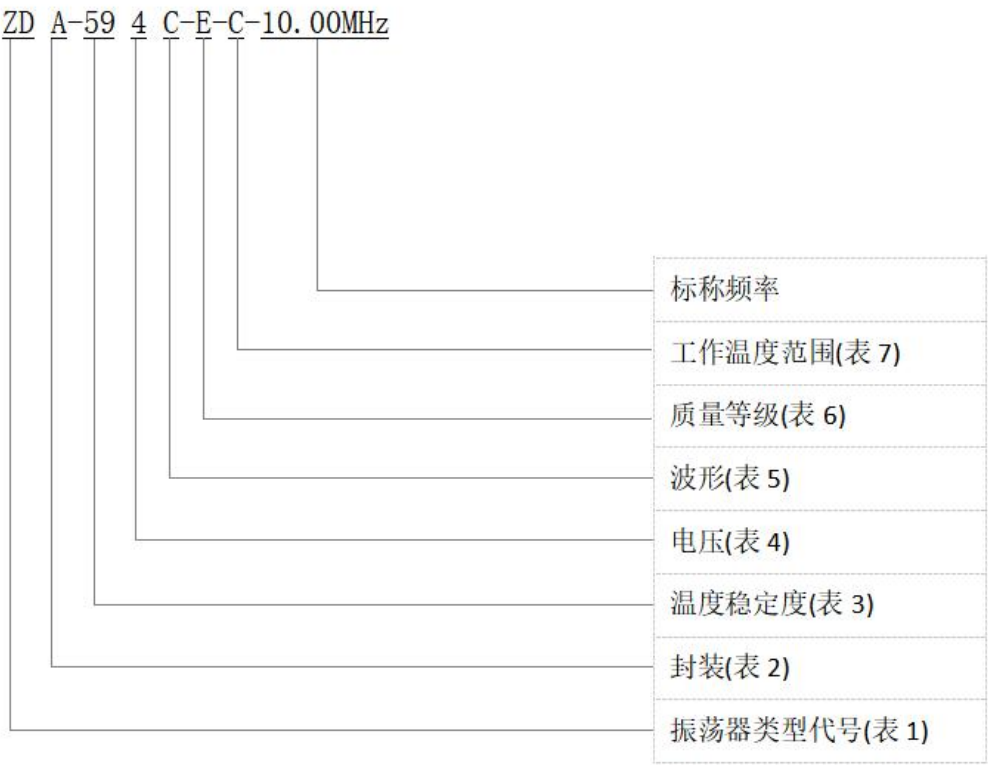 ZD A-59 4 C-E-C-10.00MHz
标称频率
工作温度范围(表 7)
质量等级(表 6)
波形(表 5)
电压(表 4)
温度稳定度(表 3)
封装(表 2)
振荡器类型代号(表 1)